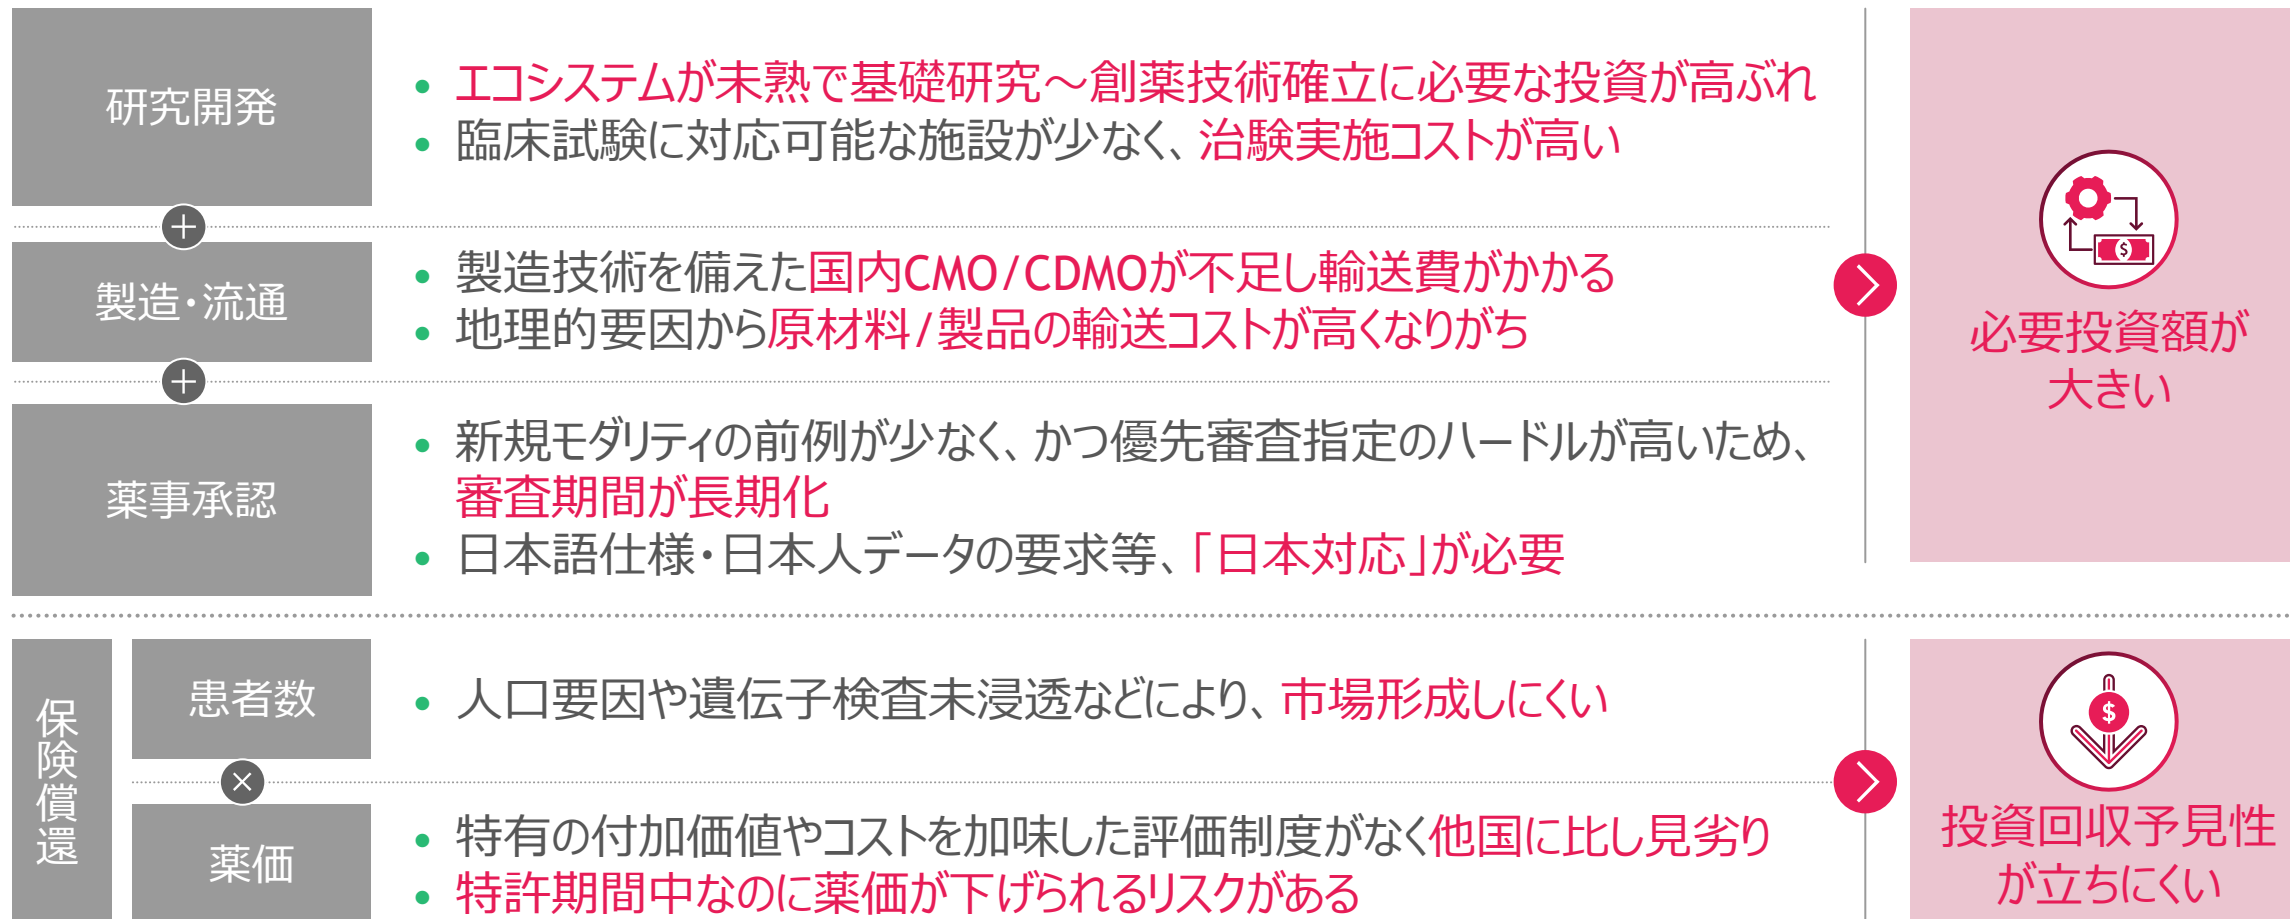 研究開発
• エコシステムが未熟で基礎研究～創薬技術確立に必要な投資が高ぶれ
• 臨床試験に対応可能な施設が少なく、治験実施コストが高い
製造・流通
• 製造技術を備えた国内CMO/CDMOが不足し輸送費がかかる
• 地理的要因から原材料/製品の輸送コストが高くなりがち
薬事承認
• 新規モダリティの前例が少なく、かつ優先審査指定のハードルが高いため、
審査期間が長期化
• 日本語仕様・日本人データの要求等、「日本対応」が必要
必要投資額が
大きい
保険償還
患者数
• 人口要因や遺伝子検査未浸透などにより、市場形成しにくい
薬価
• 特有の付加価値やコストを加味した評価制度がなく他国に比し見劣り
• 特許期間中なのに薬価が下げられるリスクがある
投資回収予見性
が立ちにくい